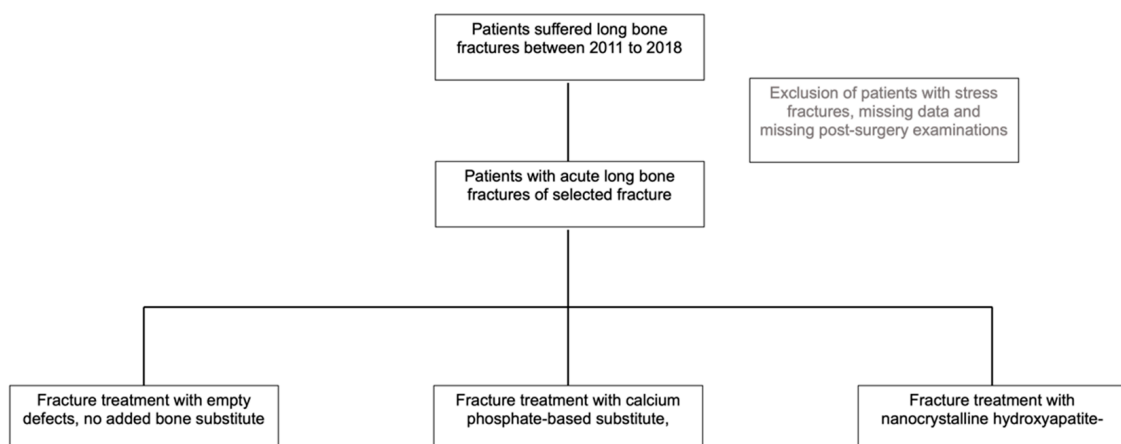 Patients suffered long bone
fractures between 2011 to 2018
Exclusion of patients with stress
fractures, missing data and
missing post-surgery examinations
Patients with acute long bone
fractures of selected fracture
Fracture treatment with empty
defects, no added bone substitute
Fracture treatment with calcium
phosphate-based substitute,
Fracture treatment with
nanocrystalline hydroxyapatite-